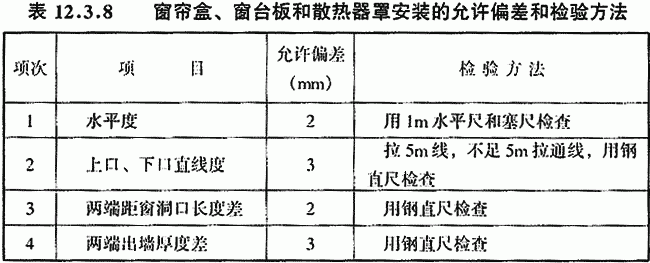 表 12.3.8 窗帘盒、窗台板和散热器罩安装的允许偏差和检验方法
项次 项 目 允许偏差 检 验 方 法
(mm)
1 水平度 2 用 1m 水平尺和塞尺检查
2 上口、下口直线度 3 拉 5m 线，不足 5m 拉通线，用钢
直尺检查
3 两端距窗洞口长度差 2 用钢直尺检查
4 两端出墙厚度差 3 用钢直尺检查